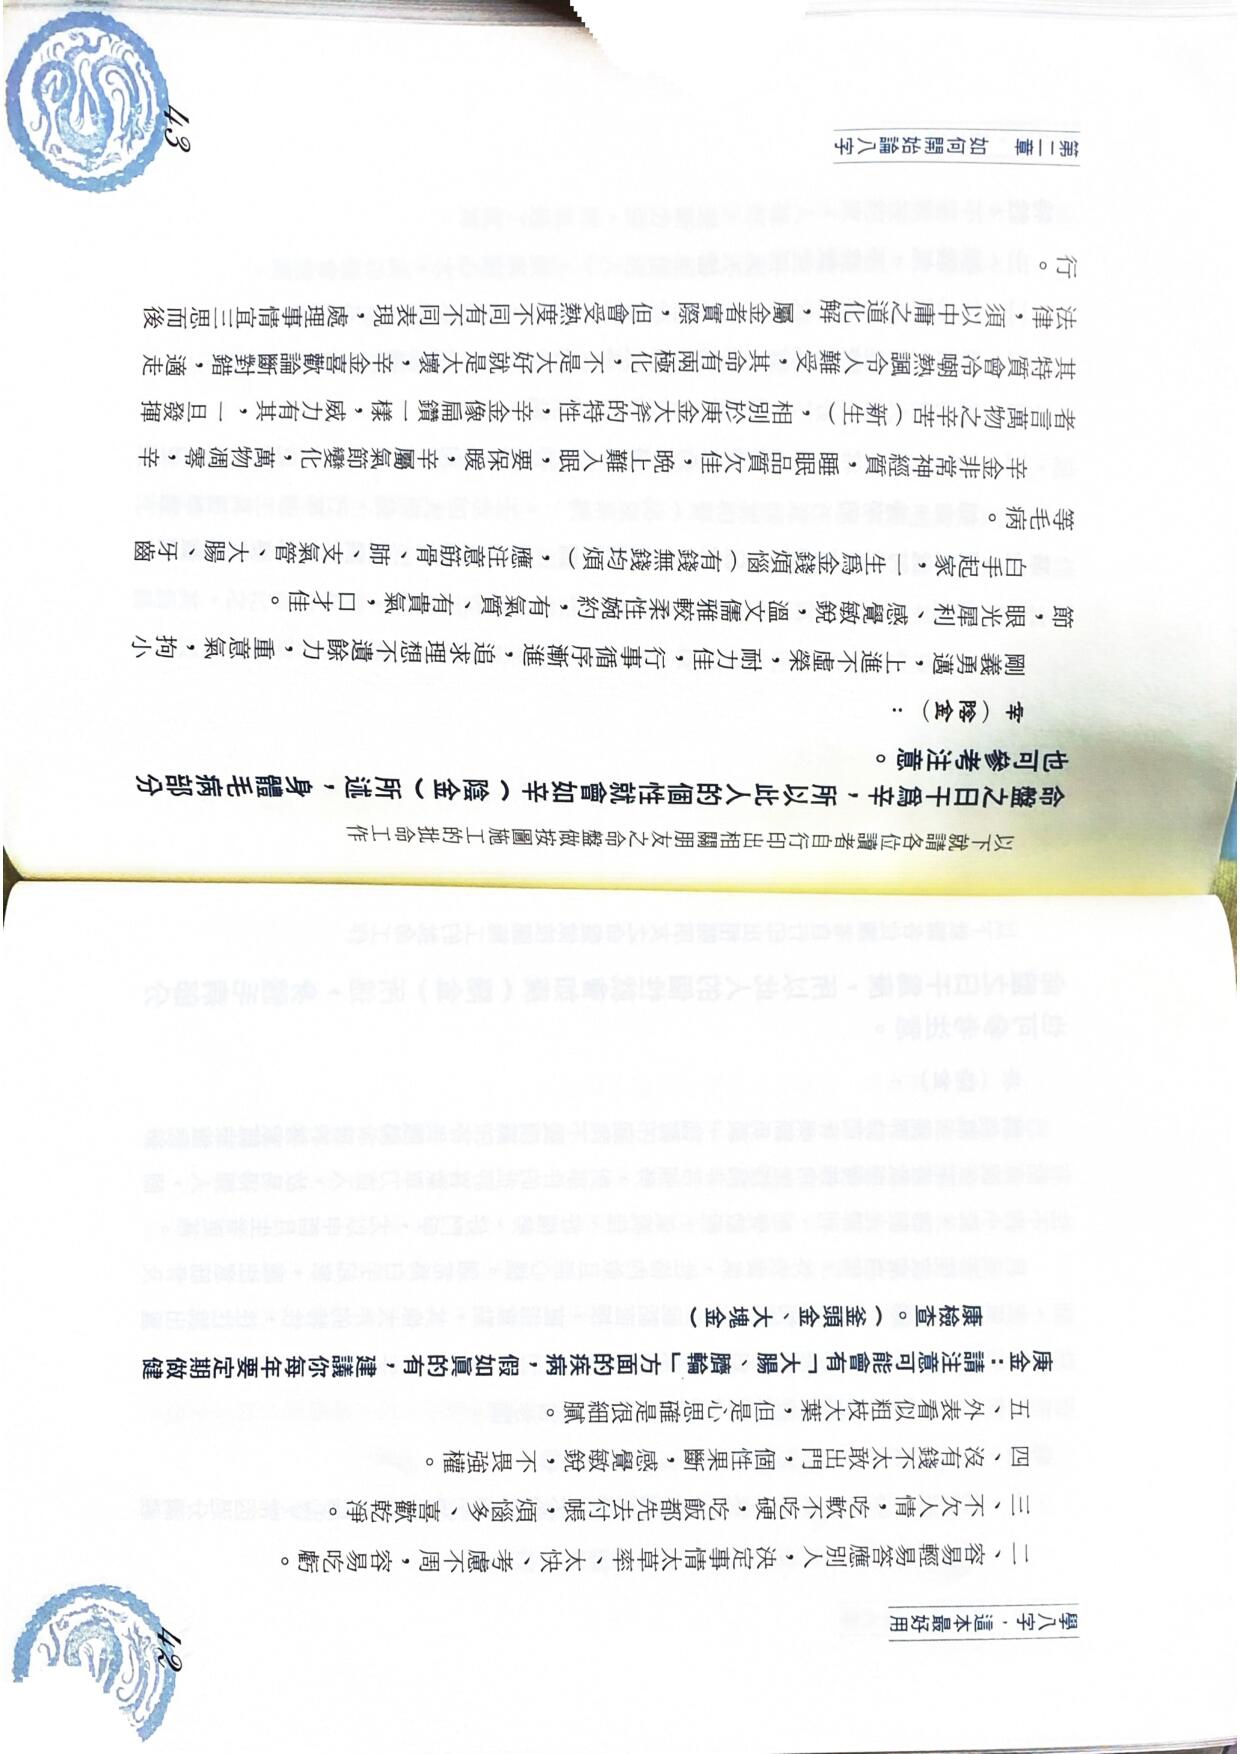 學八字，這本最好用
二、容易輕易答應別人，決定事情太草率、太快、考慮不周，容易吃虧。
三、不欠人情，吃軟不吃硬，吃飯都先去付帳，煩惱多、喜歡乾淨。
四、沒有錢不太敢出門，個性果斷，感覺敏銳，不畏強權。
五、外表看似粗枝大葉，但是心思確是很細膩。
庚金：請注意可能會有「大腸、臍輪」方面的疾病，假如眞的有，建議你每年要定期做健
康檢查。（釜頭金、大塊金）
42
以下就請各位讀者自行印出相關朋友之命盤做按圖施工的批命工作
命盤之日干爲辛，所以此人的個性就會如辛（陰金）所述，身體毛病部分
也可參考注意。
辛（陰金）：
剛義勇邁，上進不虛榮，耐力佳，行事循序漸進，追求理想不遺餘力，重意氣，拘小
節，眼光犀利、感覺敏銳，溫文儒雅較柔性婉約，有氣質、有貴氣，口才佳。
白手起家，一生爲金錢煩惱（有錢無錢均煩），應注意筋骨、肺、支氣管、大腸、牙齒
等毛病。
辛金非常神經質，睡眠品質欠佳，晚上難入眠，要保暖，辛屬氣節變化，萬物凋零，辛
者言萬物之辛苦（新生），相別於庚金大斧的特性，辛金像扁鑽一樣，威力有其，一旦發揮
其特質會冷嘲熱諷令人難受，其命有兩極化，不是大好就是大壞，辛金喜歡論斷對錯，適走
法律，須以中庸之道化解，屬金者實際，但會受熱度不同有不同表現，處理事情宜三思而後
行。
第二章　如何開始論八字
43